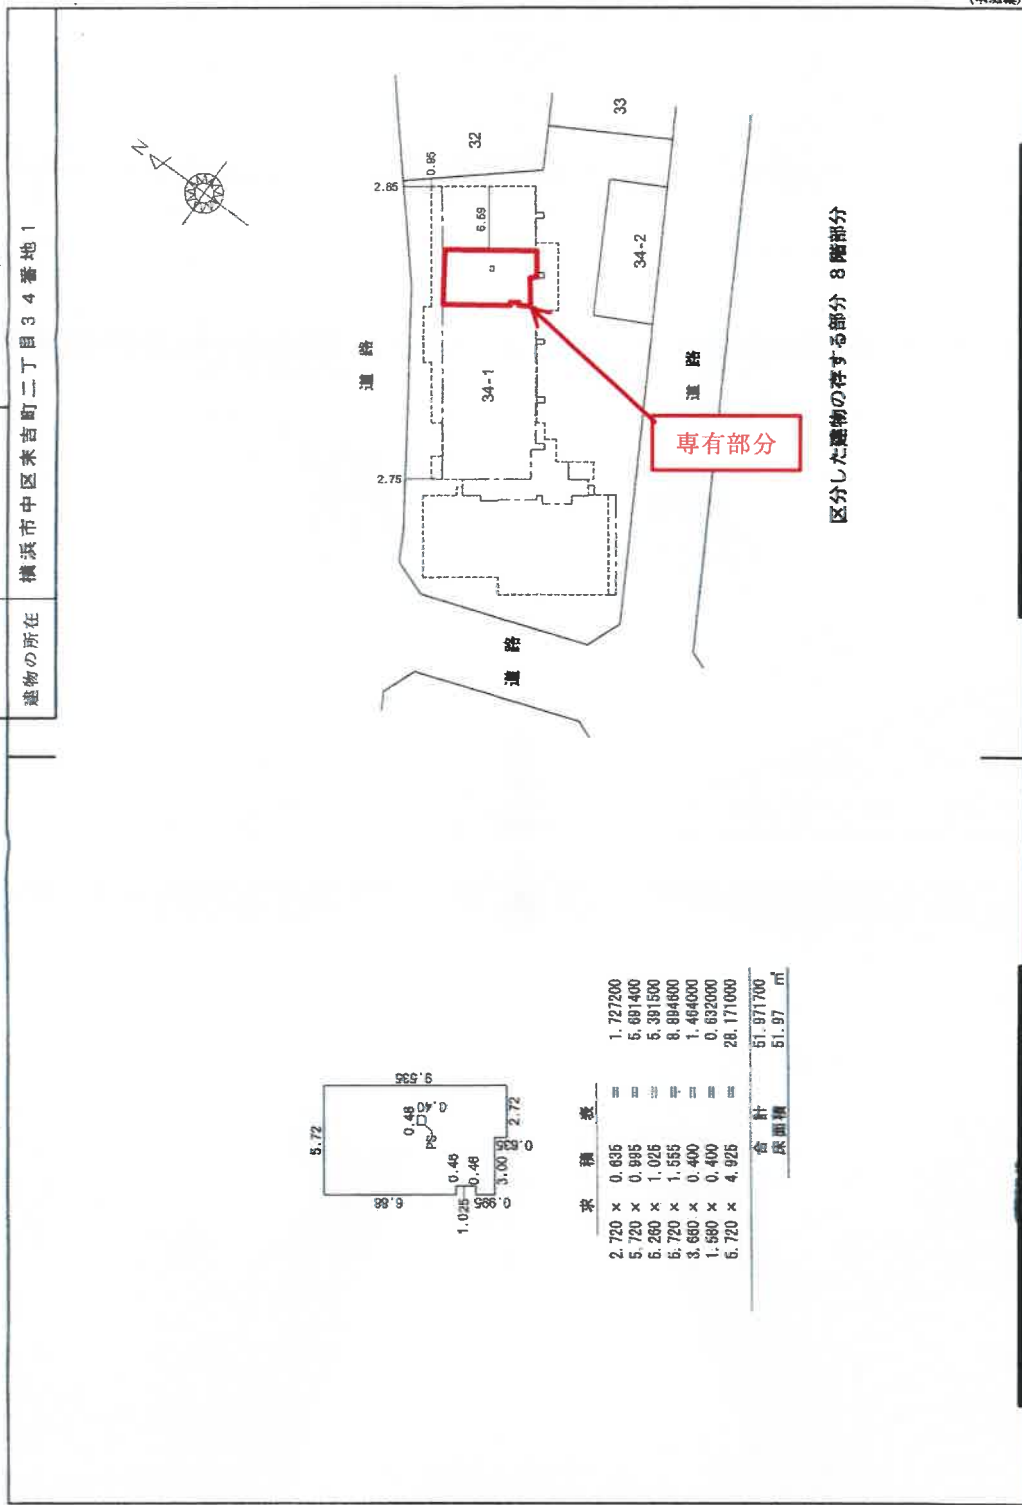 建物の所在
横浜市中区末吉町二丁目34番地1
N
32
33
0.95
2.85
6.69
34-2
道路
34-1
道路
専有部分
2.75
道路
区分した建物の存する部分 8階部分
5.72
9.535
0.48
0.40
PS
6.88
0.46
0.46
1.025
0.995
3.00
0.635
2.72
求積表
2.720 × 0.635 = 1.727200
5.720 × 0.995 = 5.691400
5.260 × 1.025 = 5.391500
5.720 × 1.555 = 8.894600
3.660 × 0.400 = 1.464000
1.580 × 0.400 = 0.632000
5.720 × 4.925 = 28.171000
合計 51.971700
床面積 51.97 ㎡